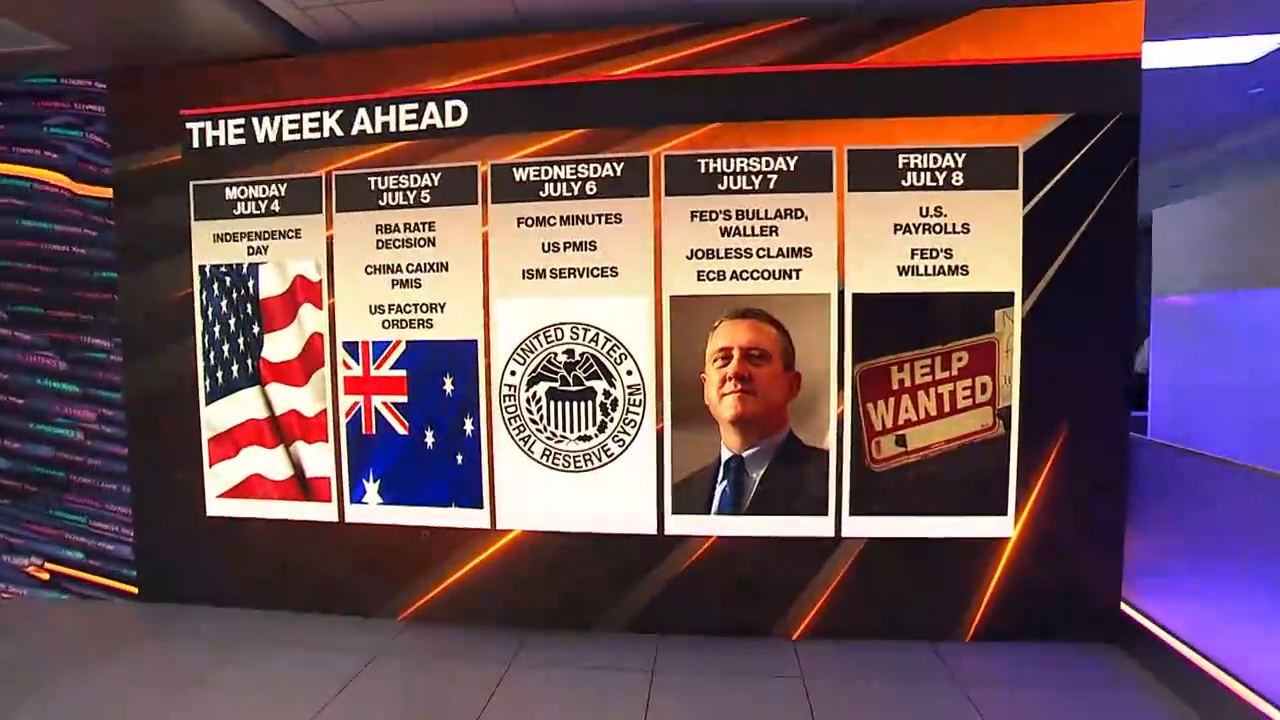 THE WEEK AHEAD
MONDAY
JULY 4
INDEPENDENCE
DAY
TUESDAY
JULY 5
RBA RATE
DECISION
CHINA CAIXIN
PMIS
US FACTORY
ORDERS
WEDNESDAY
JULY 6
FOMC MINUTES
US PMIS
ISM SERVICES
UNITED STATES
FEDERAL RESERVE SYSTEM
THURSDAY
JULY 7
FED'S BULLARD,
WALLER
JOBLESS CLAIMS
ECB ACCOUNT
FRIDAY
JULY 8
U.S.
PAYROLLS
FED'S
WILLIAMS
HELP
WANTED